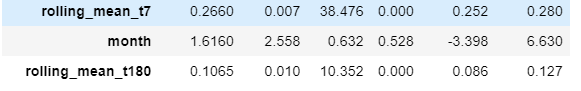 rolling_mean_t7 0.2660 0.007 38.476 0.000 0.252 0.280
month 1.6160 2.558 0.632 0.528 -3.398 6.630
rolling_mean_t180 0.1065 0.010 10.352 0.000 0.086 0.127